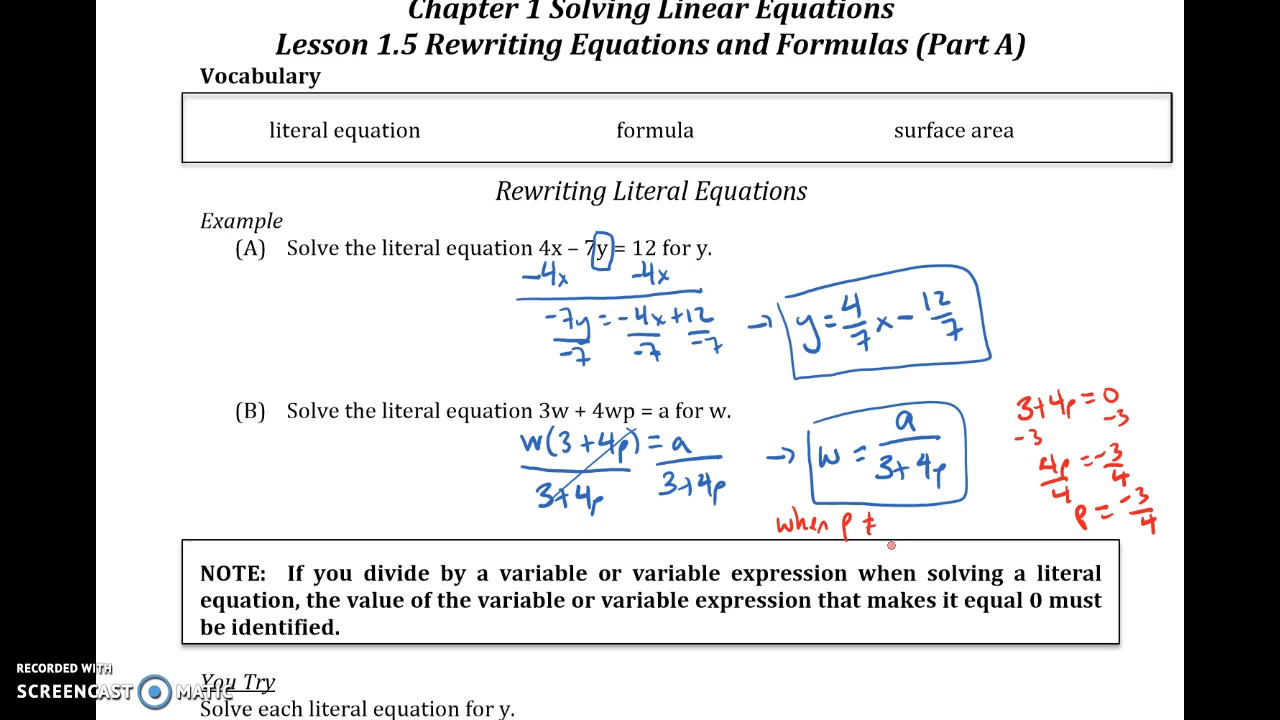 Chapter 1 Solving Linear Equations
Lesson 1.5 Rewriting Equations and Formulas (Part A)
Vocabulary
literal equation formula surface area
Rewriting Literal Equations
Example
(A) Solve the literal equation 4x – 7y = 12 for y.
-4x -4x
-7y/-7 = -4x/-7 + 12/-7 → y = 4/7 x - 12/7
(B) Solve the literal equation 3w + 4wp = a for w.
w(3 + 4p)/3+4p = a/3+4p → w = a/3+4p
3+4p = 0
-3 -3
4p/4 = -3/4
p = -3/4
when p ≠
NOTE: If you divide by a variable or variable expression when solving a literal
equation, the value of the variable or variable expression that makes it equal 0 must
be identified.
You Try
Solve each literal equation for y.
RECORDED WITH
SCREENCAST MATIC